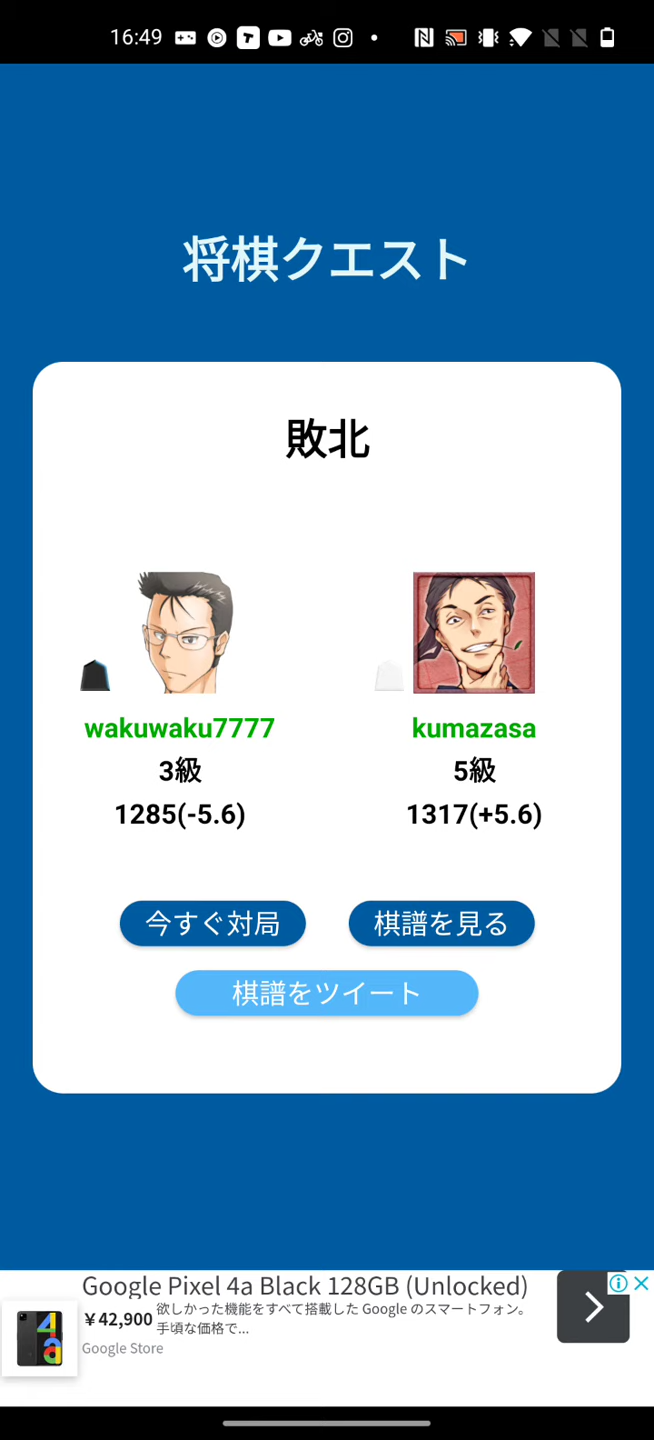 16:49
将棋クエスト
敗北
wakuwaku7777
kumazasa
3級
5級
1285(-5.6)
1317(+5.6)
今すぐ対局
棋譜を見る
棋譜をツイート
Google Pixel 4a Black 128GB (Unlocked)
￥42,900
欲しかった機能をすべて搭載した Google のスマートフォン。
手頃な価格で...
Google Store